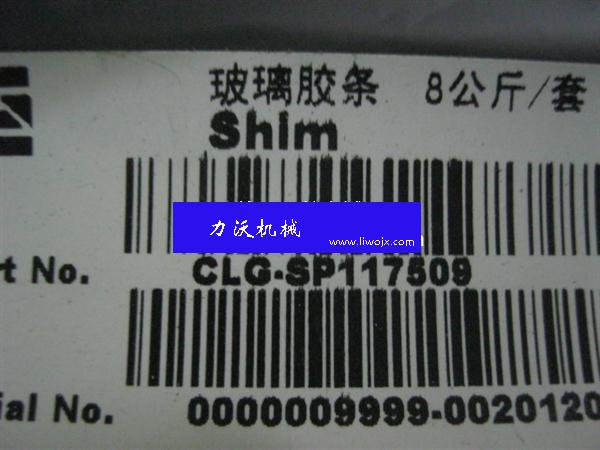 玻璃胶条 8公斤/套
Shim
力沃机械
www.liwojx.com
rt No. CLG-SP117509
ial No. 0000009999-0020120